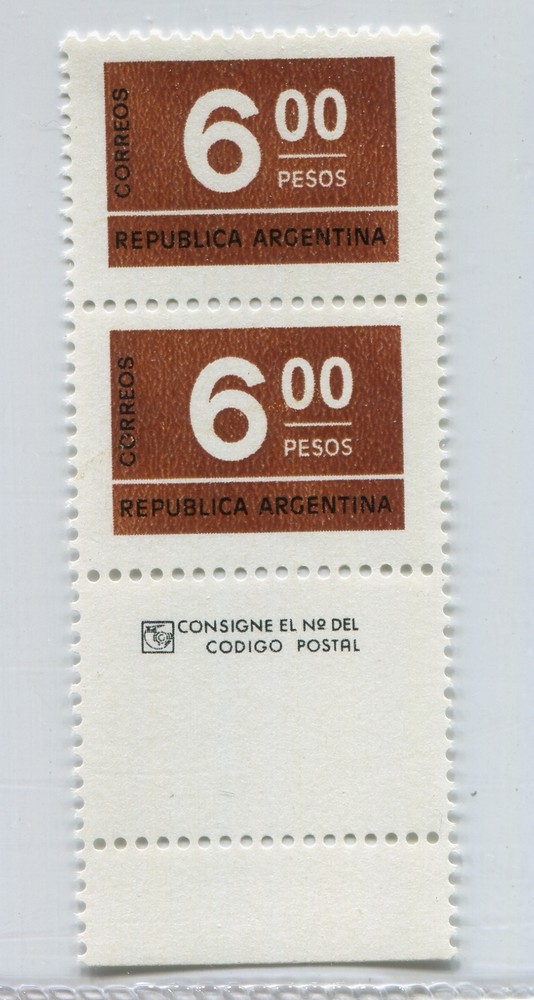 CORREOS
6 00
PESOS
REPUBLICA ARGENTINA
CORREOS
6 00
PESOS
REPUBLICA ARGENTINA
CONSIGNE EL Nº DEL
CODIGO POSTAL